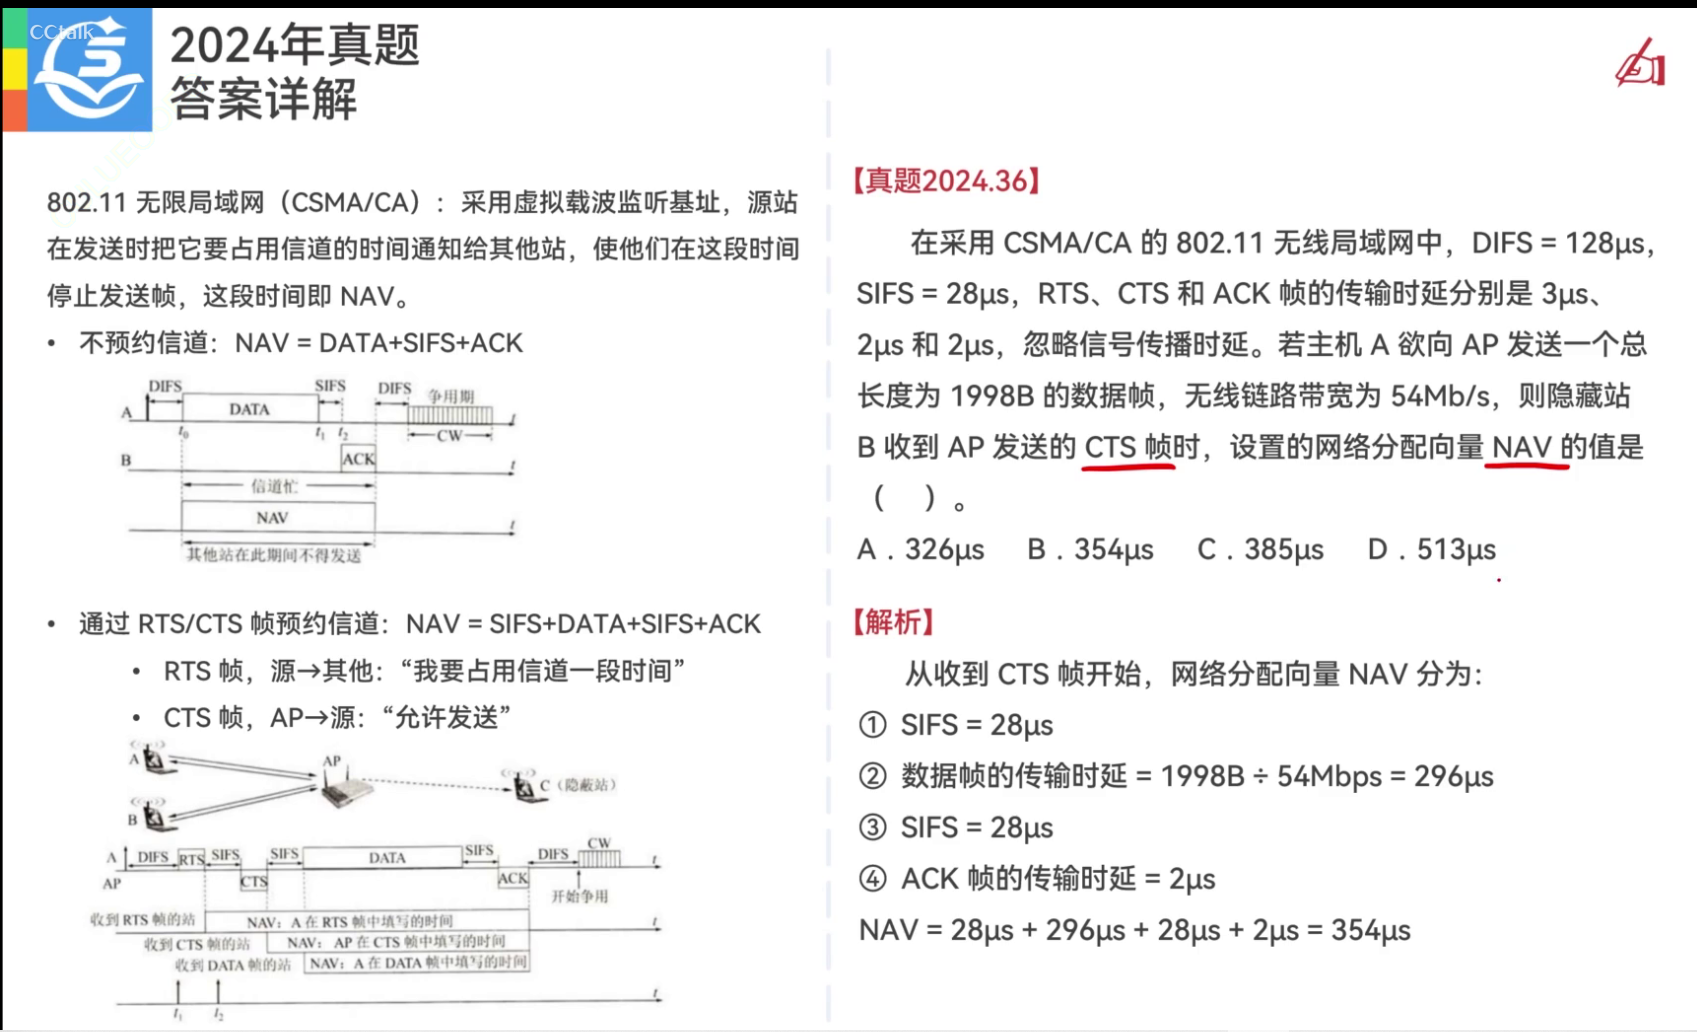 CCtalk
2024年真题
答案详解
802.11 无限局域网（CSMA/CA）：采用虚拟载波监听基址，源站
在发送时把它要占用信道的时间通知给其他站，使他们在这段时间
停止发送帧，这段时间即 NAV。
• 不预约信道：NAV = DATA+SIFS+ACK
DIFS SIFS DIFS 争用期
A DATA t
t₀ t₁ t₂ CW
B ACK t
信道忙
NAV t
其他站在此期间不得发送
• 通过 RTS/CTS 帧预约信道：NAV = SIFS+DATA+SIFS+ACK
• RTS 帧，源→其他：“我要占用信道一段时间”
• CTS 帧，AP→源：“允许发送”
A AP C（隐蔽站）
B
A DIFS RTS SIFS SIFS DATA SIFS DIFS CW t
AP CTS ACK 开始争用
收到 RTS 帧的站 NAV：A 在 RTS 帧中填写的时间 t
收到 CTS 帧的站 NAV：AP 在 CTS 帧中填写的时间
收到 DATA 帧的站 NAV：A 在 DATA 帧中填写的时间
t
t₁ t₂
【真题2024.36】
在采用 CSMA/CA 的 802.11 无线局域网中，DIFS = 128μs，
SIFS = 28μs，RTS、CTS 和 ACK 帧的传输时延分别是 3μs、
2μs 和 2μs，忽略信号传播时延。若主机 A 欲向 AP 发送一个总
长度为 1998B 的数据帧，无线链路带宽为 54Mb/s，则隐藏站
B 收到 AP 发送的 CTS 帧时，设置的网络分配向量 NAV 的值是
（ ）。
A．326μs B．354μs C．385μs D．513μs
【解析】
从收到 CTS 帧开始，网络分配向量 NAV 分为：
① SIFS = 28μs
② 数据帧的传输时延 = 1998B ÷ 54Mbps = 296μs
③ SIFS = 28μs
④ ACK 帧的传输时延 = 2μs
NAV = 28μs + 296μs + 28μs + 2μs = 354μs